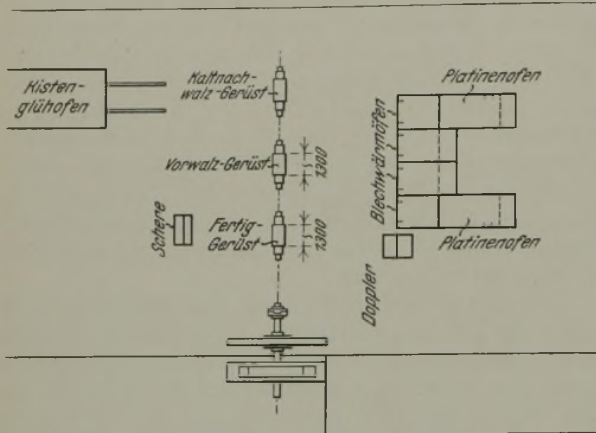 Kisten-
glühofen
Kaltnach-
walz-Gerüst
Platinenofen
Vorwalz-Gerüst
1300
Blechwärmöfen
Schere
Fertig-
Gerüst
1300
Platinenofen
Doppler